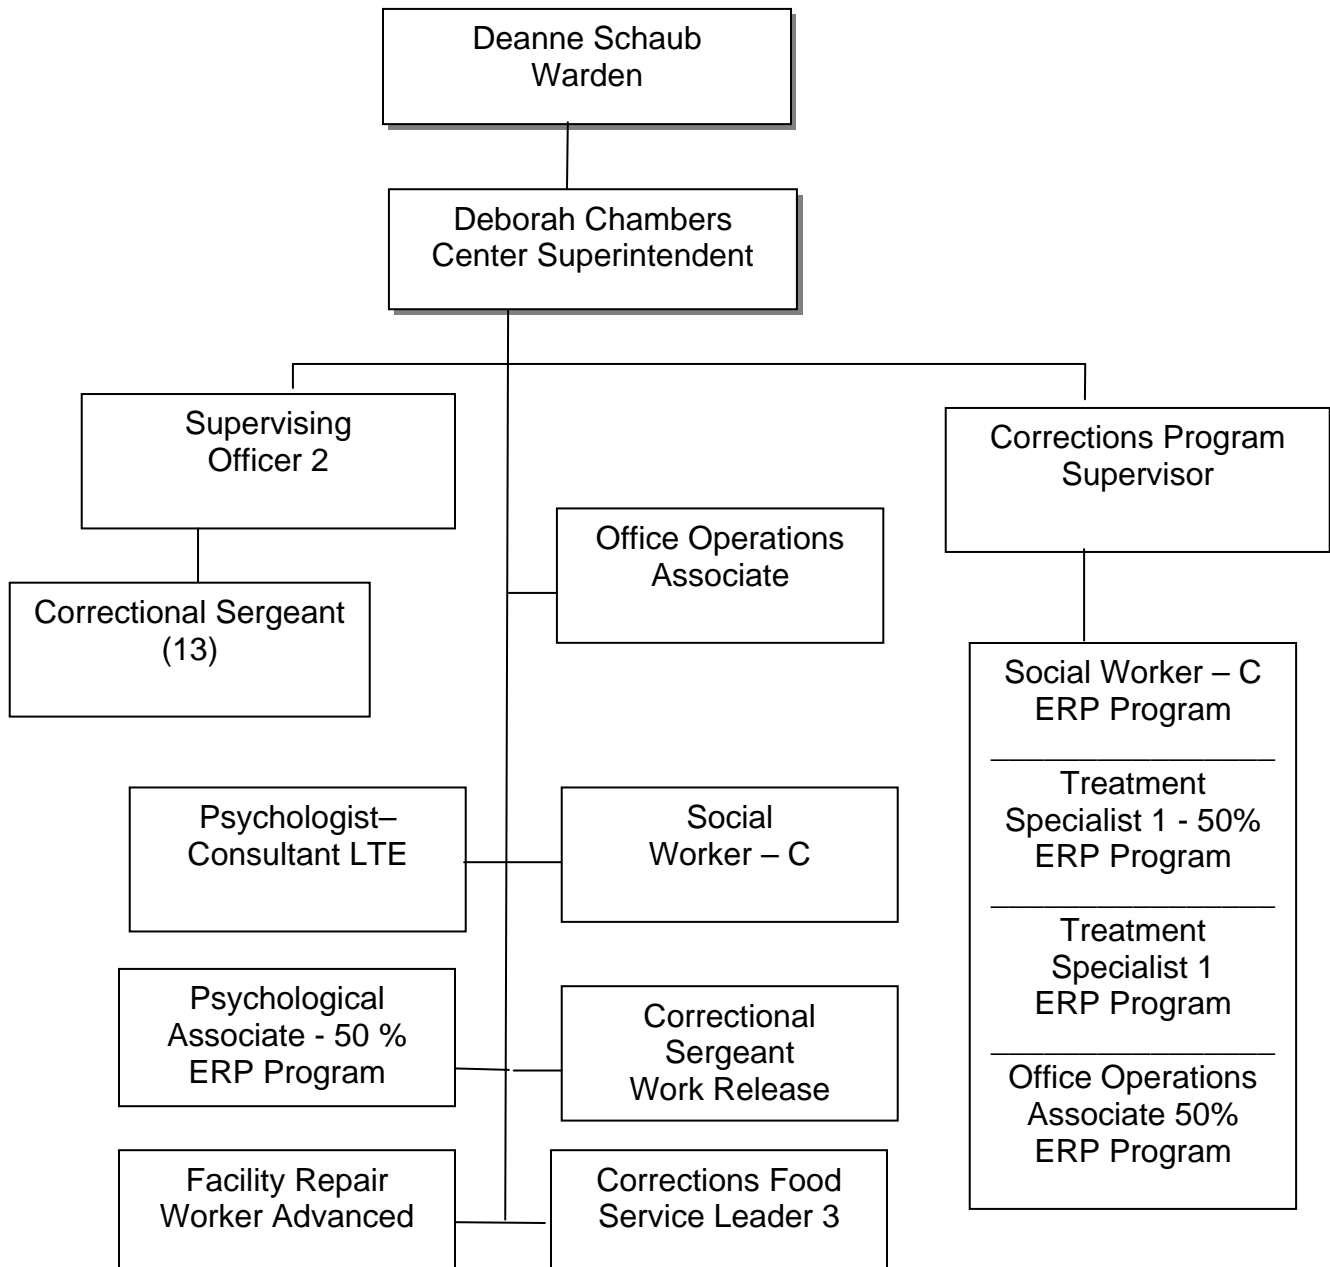 Deanne Schaub
Warden
Deborah Chambers
Center Superintendent
Supervising
Officer 2
Corrections Program
Supervisor
Office Operations
Associate
Correctional Sergeant
(13)
Social Worker – C
ERP Program
Treatment
Specialist 1 - 50%
ERP Program
Treatment
Specialist 1
ERP Program
Office Operations
Associate 50%
ERP Program
Psychologist–
Consultant LTE
Social
Worker – C
Psychological
Associate - 50 %
ERP Program
Correctional
Sergeant
Work Release
Facility Repair
Worker Advanced
Corrections Food
Service Leader 3